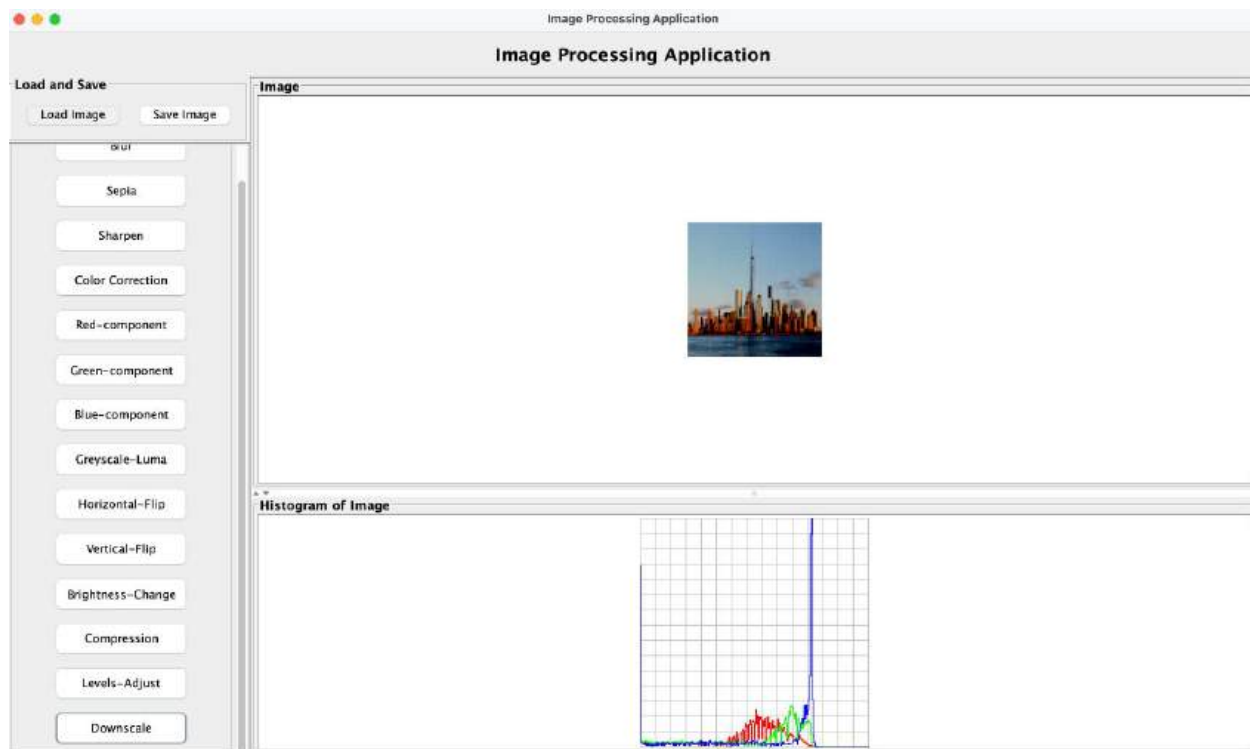 Image Processing Application
Image Processing Application
Load and Save
Load Image
Save Image
Blur
Sepia
Sharpen
Color Correction
Red-component
Green-component
Blue-component
Greyscale-Luma
Horizontal-Flip
Vertical-Flip
Brightness-Change
Compression
Levels-Adjust
Downscale
Image
Histogram of Image